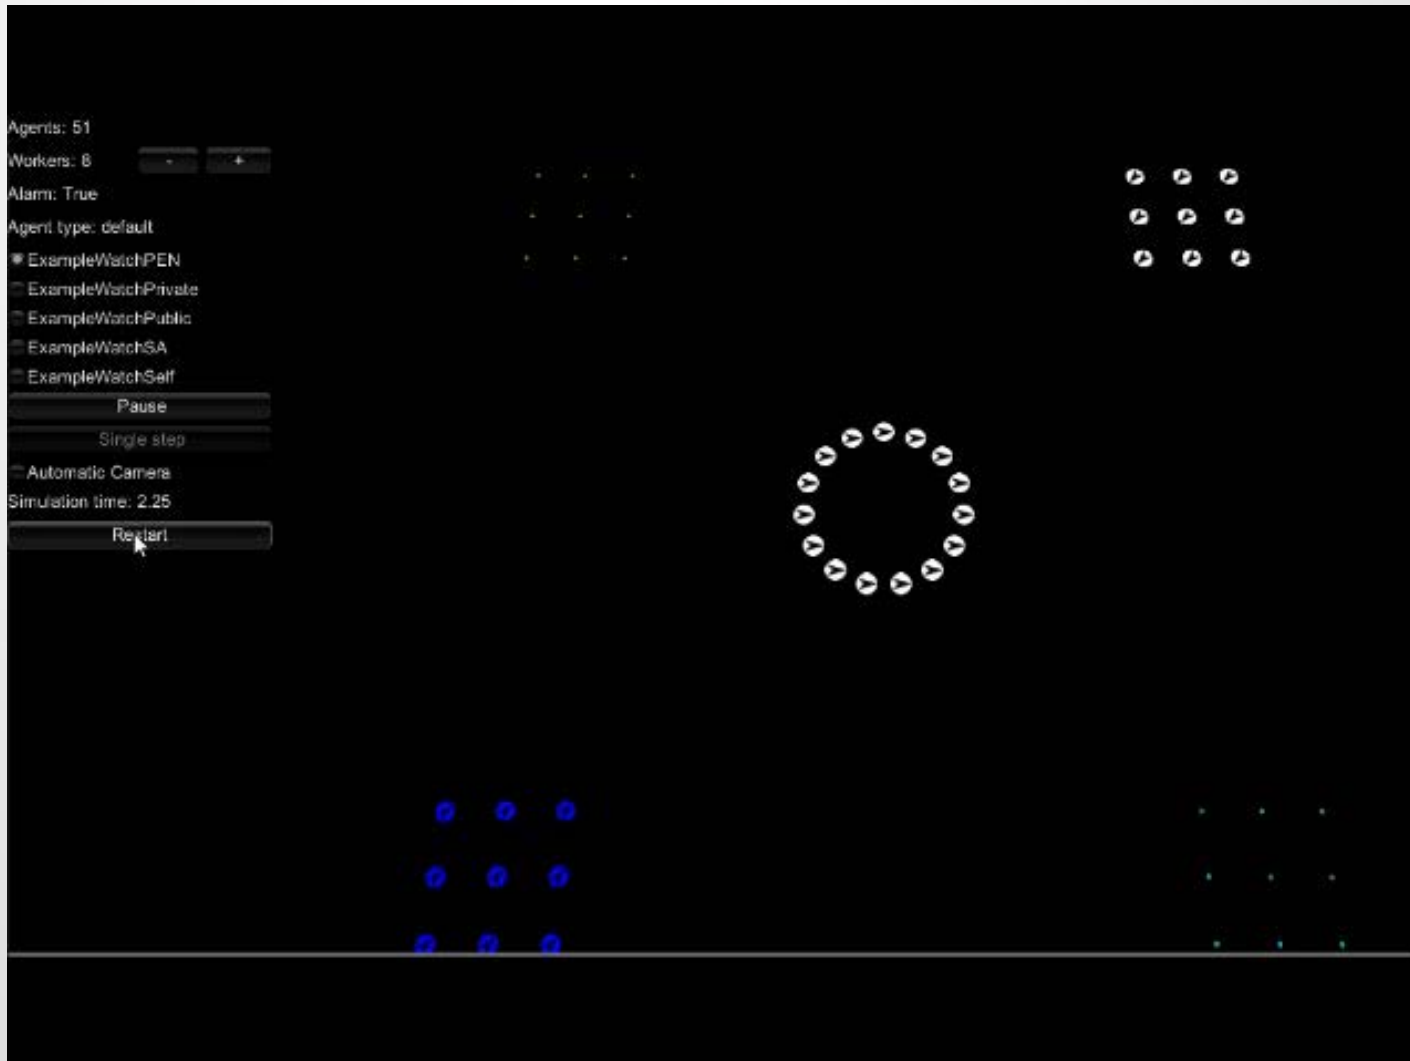 Agents: 51
Workers: 8 - +
Alarm: True
Agent type: default
ExampleWatchPEN
ExampleWatchPrivate
ExampleWatchPublic
ExampleWatchSA
ExampleWatchSelf
Pause
Single step
Automatic Camera
Simulation time: 2.25
Restart